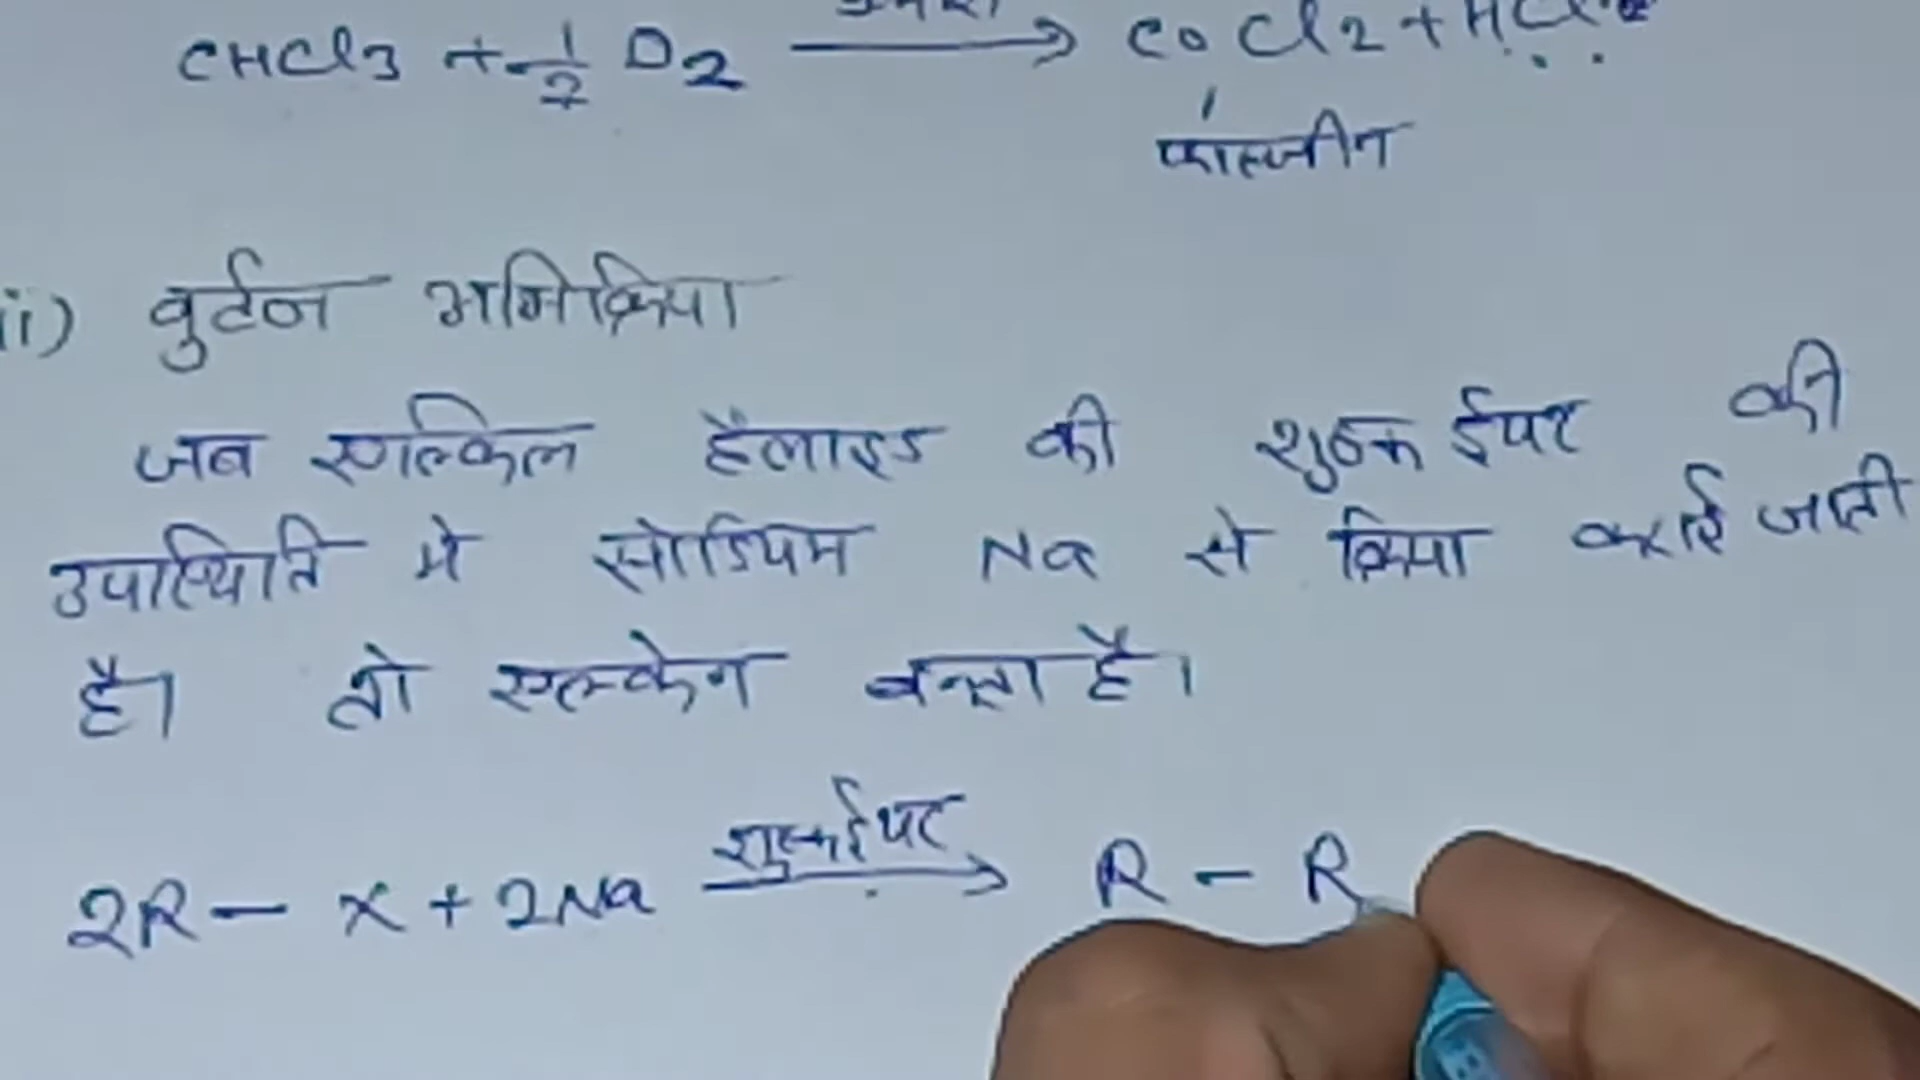 CHCl3 + 1/2 O2 ⟶ COCl2 + HCl
फास्जीन
ii) वुर्टज अभिक्रिया
जब एल्किल हैलाइड की शुष्क ईथर की
उपास्थिति मे सोडियम Na से क्रिया कराई जाती
है। तो एल्केन बनता है।
शुष्क ईथर
2R - X + 2Na ⟶ R - R